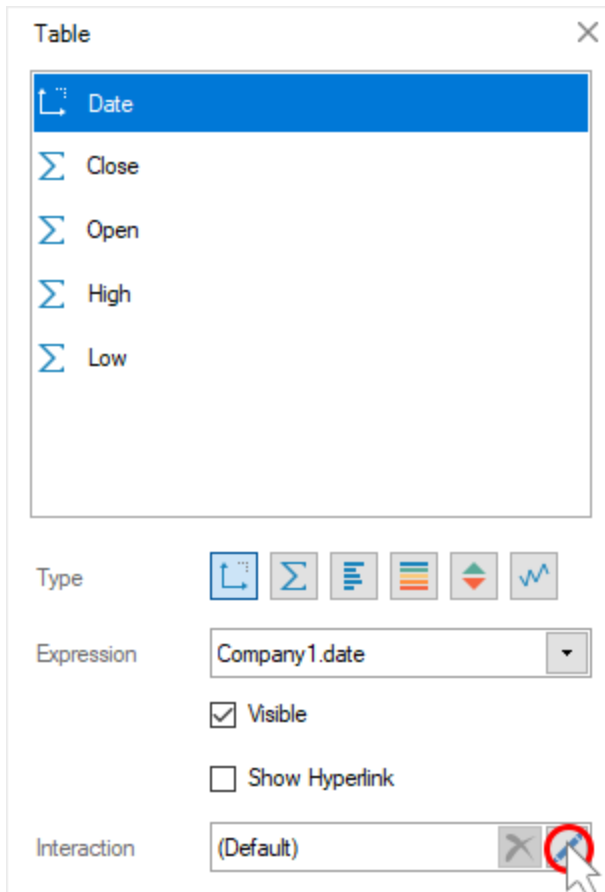 Table
Date
Close
Open
High
Low
Type
Expression Company1.date
Visible
Show Hyperlink
Interaction (Default)